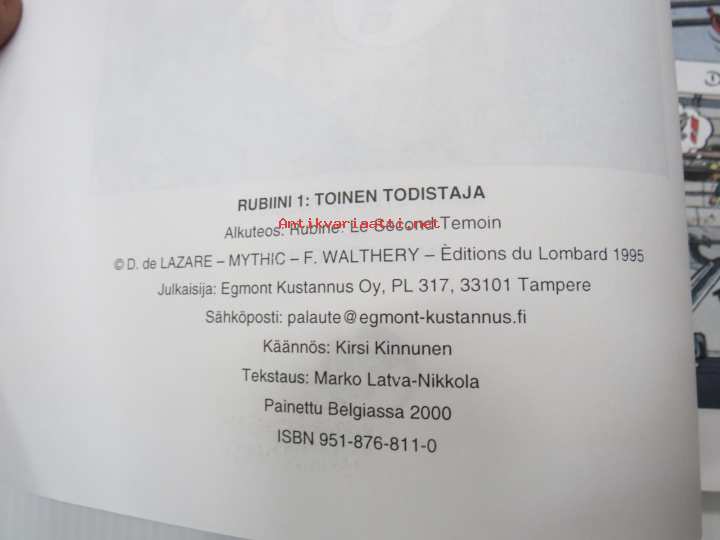 RUBIINI 1: TOINEN TODISTAJA
Antikvariaatti.net
Alkuteos: Rubine: Le Second Temoin
© D. de LAZARE – MYTHIC – F. WALTHERY – Èditions du Lombard 1995
Julkaisija: Egmont Kustannus Oy, PL 317, 33101 Tampere
Sähköposti: palaute@egmont-kustannus.fi
Käännös: Kirsi Kinnunen
Tekstaus: Marko Latva-Nikkola
Painettu Belgiassa 2000
ISBN 951-876-811-0